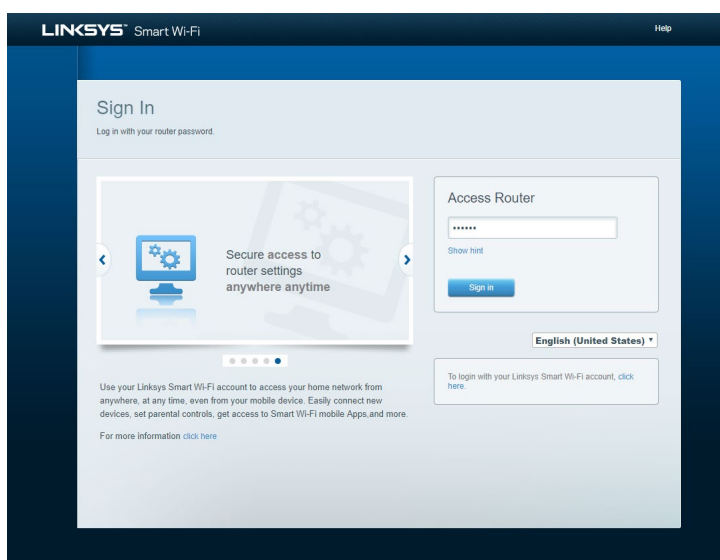 LINKSYS™ Smart Wi-Fi
Help
Sign In
Log in with your router password.
Secure access to
router settings
anywhere anytime
Access Router
••••••
Show hint
Sign in
English (United States)
To login with your Linksys Smart Wi-Fi account, click
here.
Use your Linksys Smart Wi-Fi account to access your home network from
anywhere, at any time, even from your mobile device. Easily connect new
devices, set parental controls, get access to Smart Wi-Fi mobile Apps,and more.
For more information click here